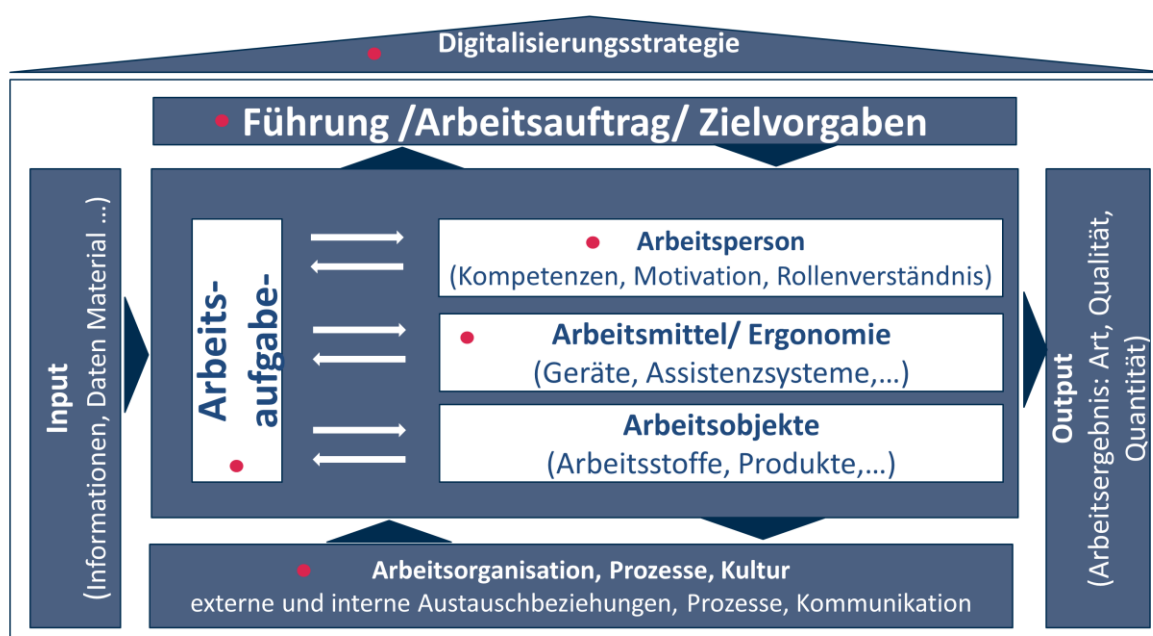 Digitalisierungsstrategie
Führung /Arbeitsauftrag/ Zielvorgaben
Input
(Informationen, Daten Material ...)
Arbeits-
aufgabe-
Arbeitsperson
(Kompetenzen, Motivation, Rollenverständnis)
Arbeitsmittel/ Ergonomie
(Geräte, Assistenzsysteme,...)
Arbeitsobjekte
(Arbeitsstoffe, Produkte,...)
Output
(Arbeitsergebnis: Art, Qualität,
Quantität)
Arbeitsorganisation, Prozesse, Kultur
externe und interne Austauschbeziehungen, Prozesse, Kommunikation